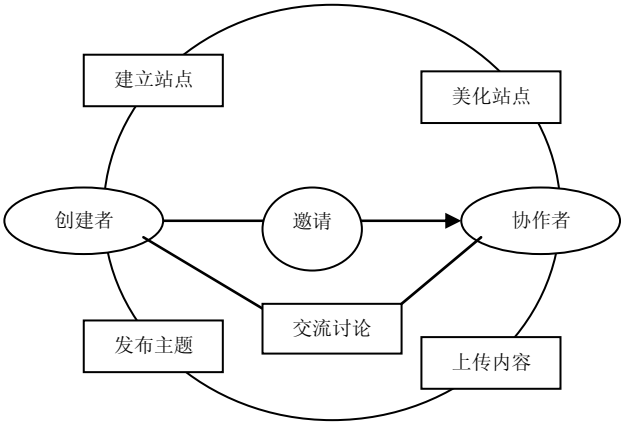 建立站点
美化站点
创建者
邀请
协作者
交流讨论
发布主题
上传内容